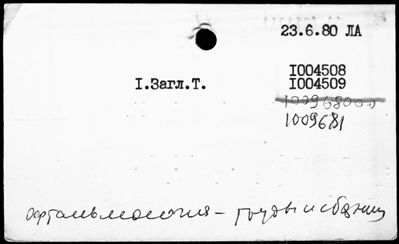 23.6.80 ЛА
I004508
I.Загл.Т.
I004509
1009681
офтальмология - труды и сборники